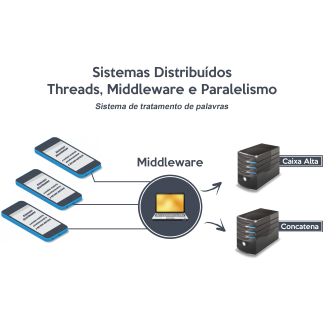 Sistemas Distribuídos
Threads, Middleware e Paralelismo
Sistema de tratamento de palavras
Middleware
Caixa Alta
Concatena